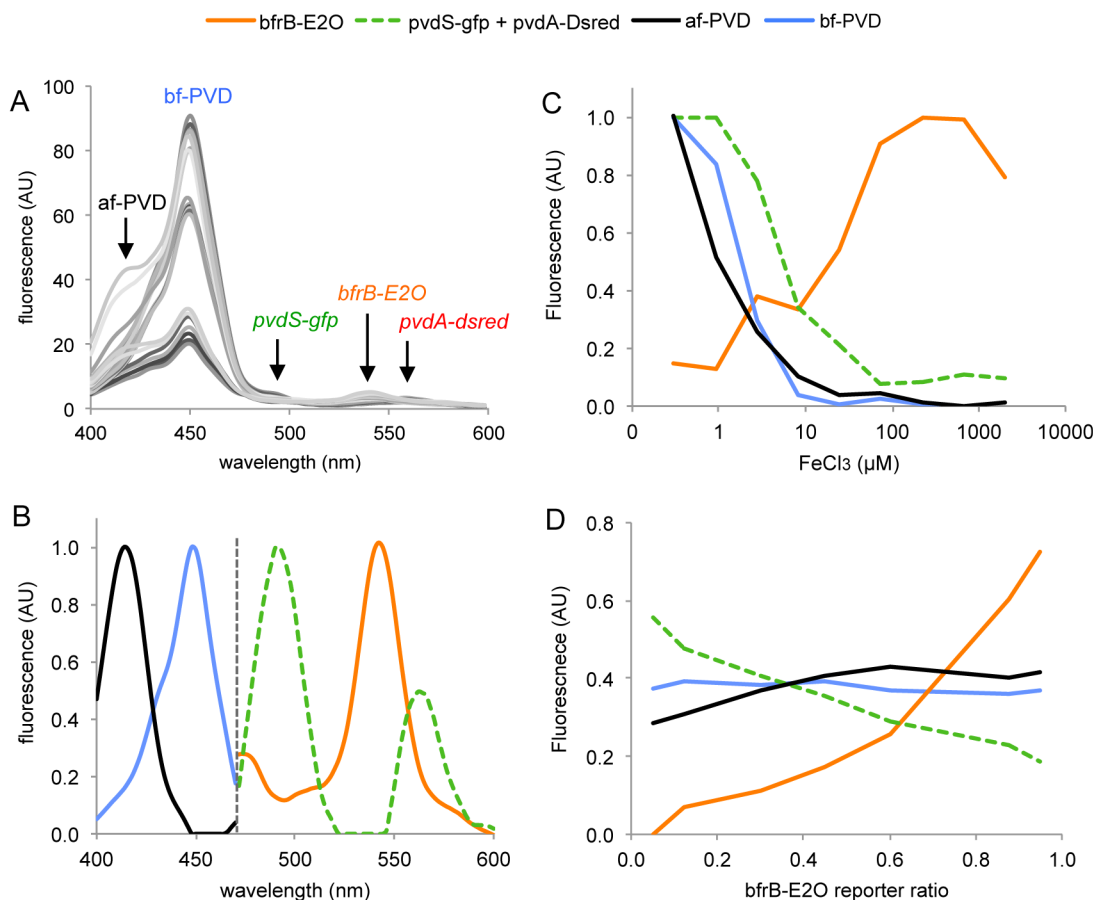 bfrB-E2O pvdS-gfp + pvdA-Dsred af-PVD bf-PVD
A
bf-PVD
af-PVD
bfrB-E2O
pvdS-gfp
pvdA-dsred
fluorescence (AU)
100
80
60
40
20
0
400 450 500 550 600
wavelength (nm)
C
Fluorescence (AU)
1.0
0.8
0.6
0.4
0.2
0.0
0 1 10 100 1000 10000
FeCl3 (µM)
B
fluorescence (AU)
1.0
0.8
0.6
0.4
0.2
0.0
400 450 500 550 600
wavelength (nm)
D
Fluoresrnece (AU)
0.8
0.6
0.4
0.2
0.0
0.0 0.2 0.4 0.6 0.8 1.0
bfrB-E2O reporter ratio